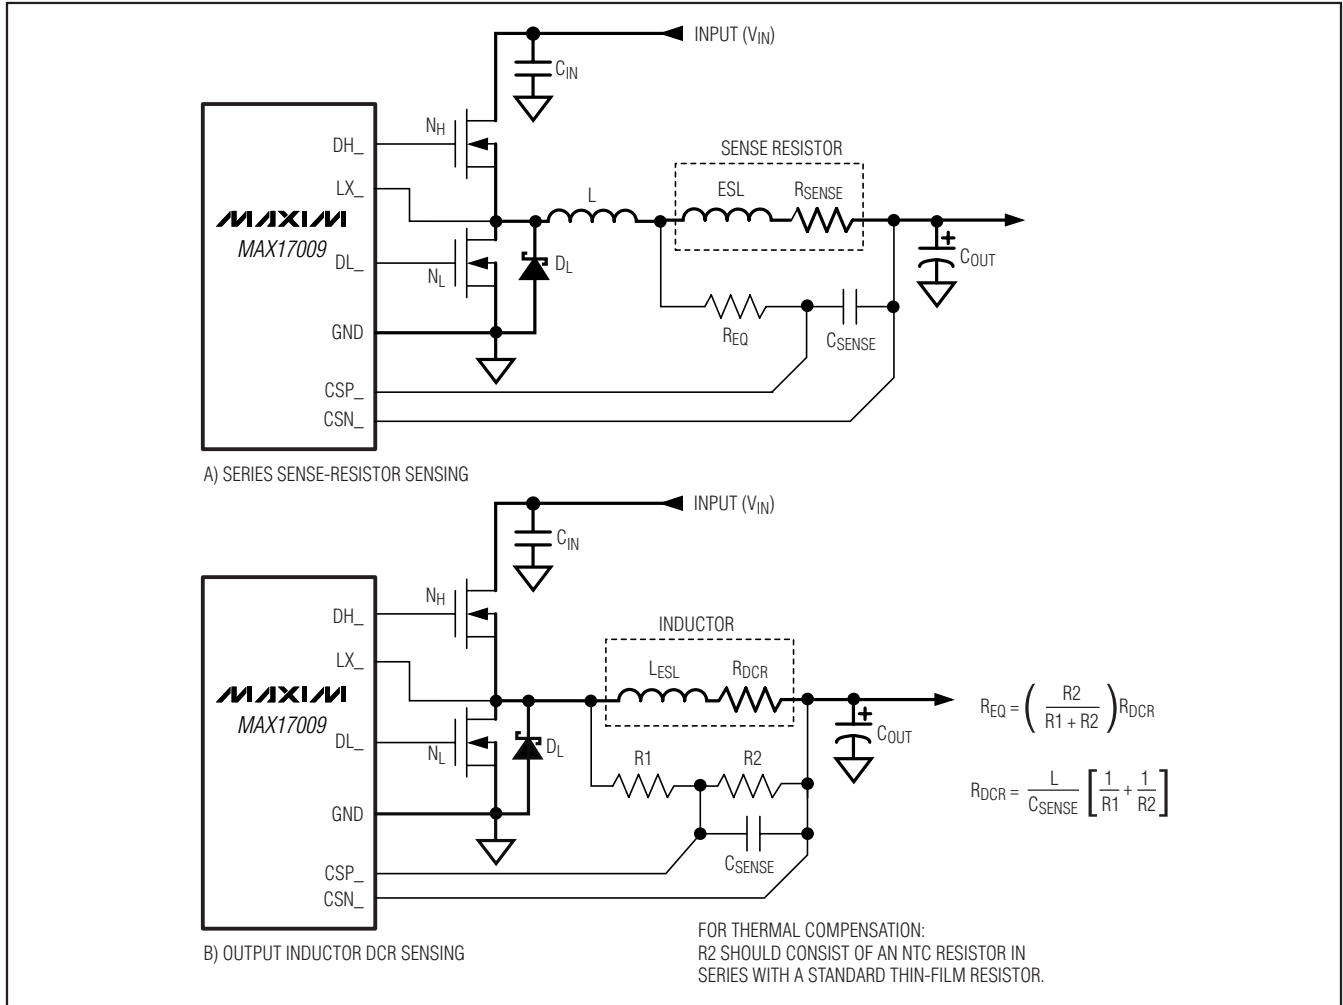 INPUT (VIN)
CIN
NH
DH_
SENSE RESISTOR
LX_
L
ESL
RSENSE
MAXIM
MAX17009
DL_
NL
DL
+
COUT
GND
REQ
CSENSE
CSP_
CSN_
A) SERIES SENSE-RESISTOR SENSING
INPUT (VIN)
CIN
NH
DH_
INDUCTOR
LX_
LESL
RDCR
MAXIM
MAX17009
DL_
NL
DL
+
COUT
REQ = ( R2 / R1 + R2 ) RDCR
R1
R2
RDCR = L / CSENSE [ 1 / R1 + 1 / R2 ]
GND
CSENSE
CSP_
CSN_
B) OUTPUT INDUCTOR DCR SENSING
FOR THERMAL COMPENSATION:
R2 SHOULD CONSIST OF AN NTC RESISTOR IN
SERIES WITH A STANDARD THIN-FILM RESISTOR.